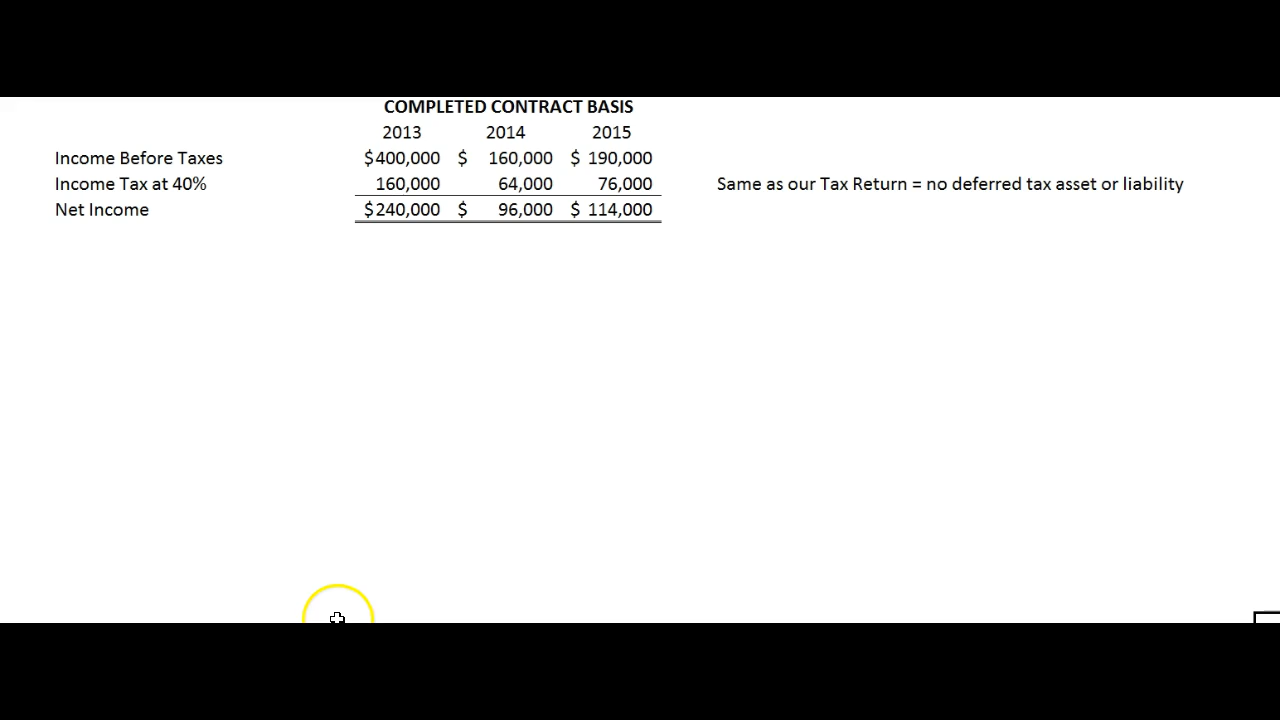 COMPLETED CONTRACT BASIS
2013 2014 2015
Income Before Taxes $400,000 $ 160,000 $ 190,000
Income Tax at 40% 160,000 64,000 76,000 Same as our Tax Return = no deferred tax asset or liability
Net Income $240,000 $ 96,000 $ 114,000